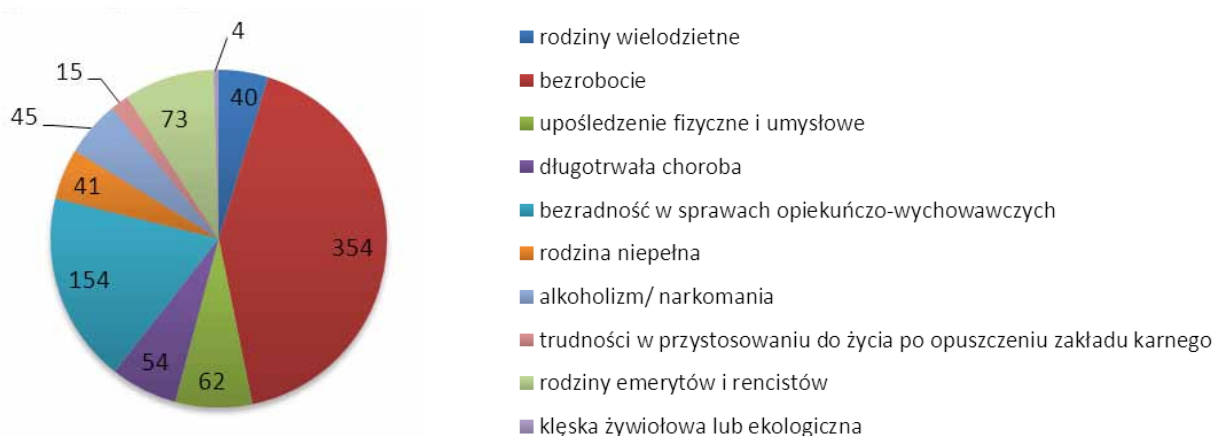 4
15
45
73
40
41
354
154
54
62
rodziny wielodzietne
bezrobocie
upośledzenie fizyczne i umysłowe
długotrwała choroba
bezradność w sprawach opiekuńczo-wychowawczych
rodzina niepełna
alkoholizm/ narkomania
trudności w przystosowaniu do życia po opuszczeniu zakładu karnego
rodziny emerytów i rencistów
klęska żywiołowa lub ekologiczna